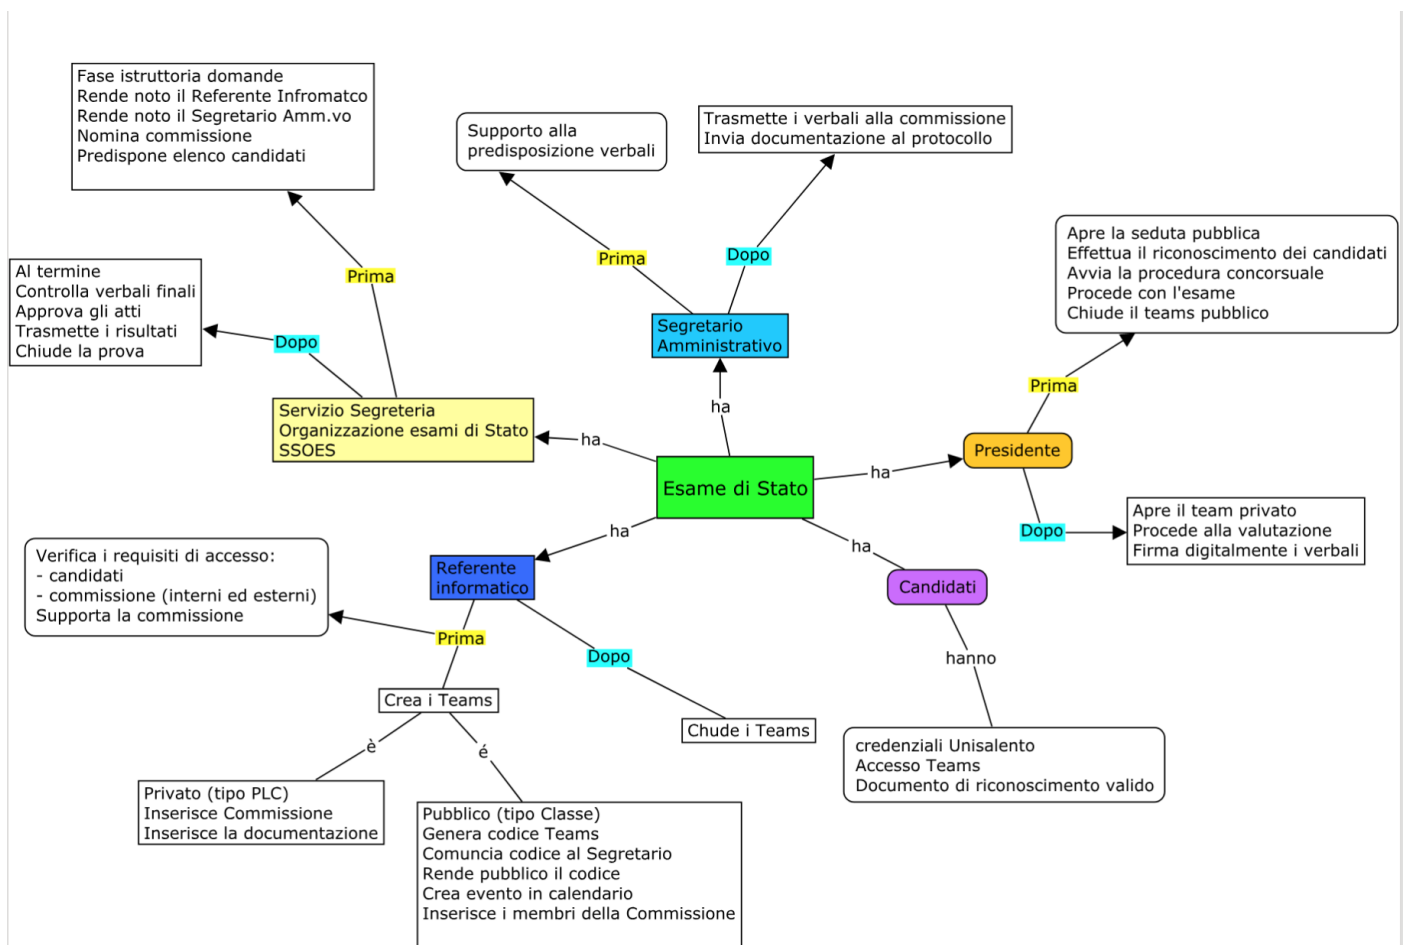 Fase istruttoria domande
Rende noto il Referente Infromatco
Rende noto il Segretario Amm.vo
Nomina commissione
Predispone elenco candidati
Supporto alla
predisposizione verbali
Trasmette i verbali alla commissione
Invia documentazione al protocollo
Apre la seduta pubblica
Effettua il riconoscimento dei candidati
Avvia la procedura concorsuale
Procede con l'esame
Chiude il teams pubblico
Al termine
Controlla verbali finali
Approva gli atti
Trasmette i risultati
Chiude la prova
Prima
Dopo
Prima
Dopo
Prima
Segretario
Amministrativo
Servizio Segreteria
Organizzazione esami di Stato
SSOES
ha
ha
ha
Presidente
Esame di Stato
Dopo
Apre il team privato
Procede alla valutazione
Firma digitalmente i verbali
ha
ha
Referente
informatico
Candidati
Verifica i requisiti di accesso:
- candidati
- commissione (interni ed esterni)
Supporta la commissione
Prima
Dopo
hanno
Crea i Teams
Chude i Teams
è
é
credenziali Unisalento
Accesso Teams
Documento di riconoscimento valido
Privato (tipo PLC)
Inserisce Commissione
Inserisce la documentazione
Pubblico (tipo Classe)
Genera codice Teams
Comuncia codice al Segretario
Rende pubblico il codice
Crea evento in calendario
Inserisce i membri della Commissione